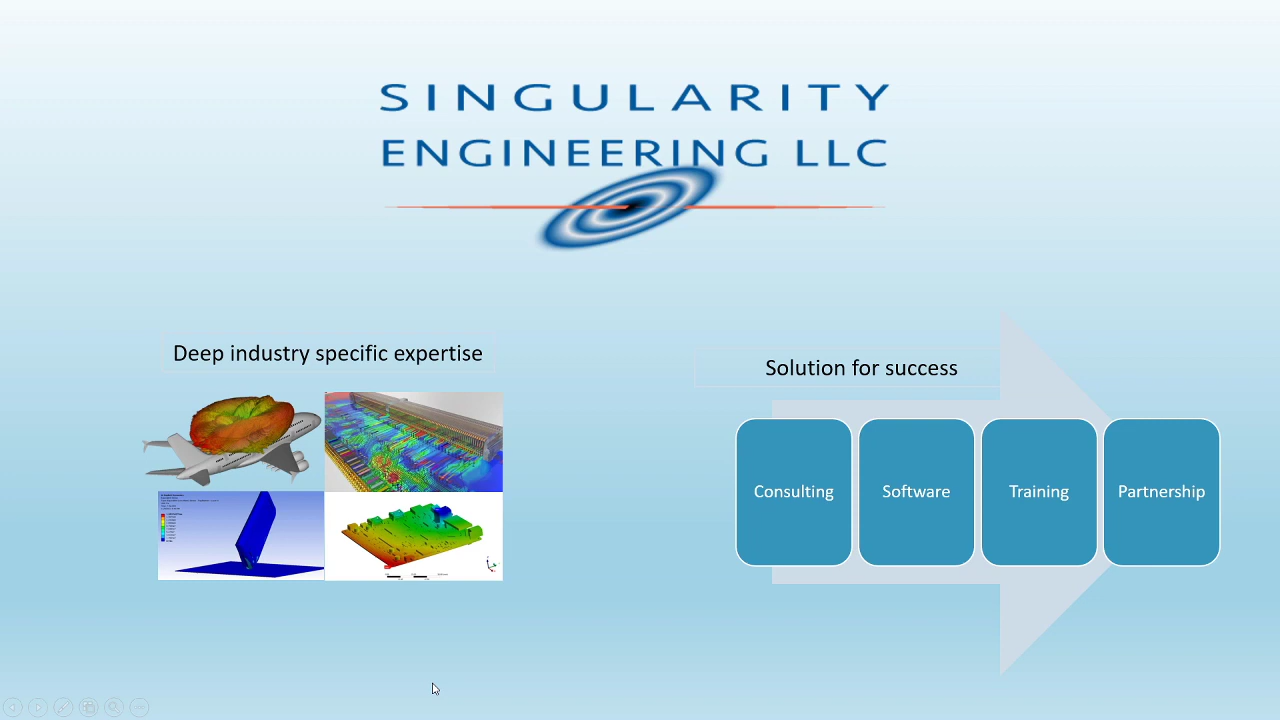 SINGULARITY
ENGINEERING LLC
Deep industry specific expertise
Solution for success
Consulting
Software
Training
Partnership